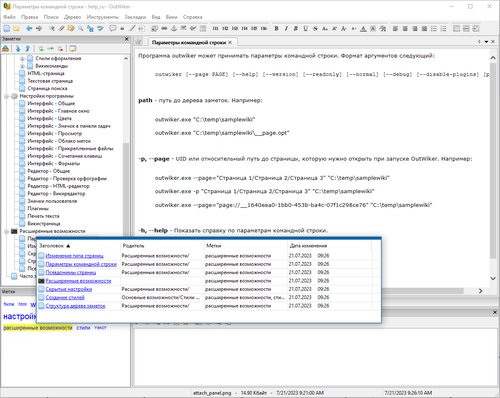 Параметры командной строки - help_ru - OutWiker
Файл Поиск Дерево Инструменты Закладки Вид Вики Справка
Заметки
Стили оформления
Викикоманды
HTML-страница
Текстовая страница
Страница поиска
Настройки программы
Интерфейс - Общие
Интерфейс - Главное окно
Интерфейс - Цвета
Интерфейс - Значок в панели задач
Интерфейс - Просмотр
Интерфейс - Облако меток
Интерфейс - Прикрепленные файлы
Интерфейс - Сочетания клавиш
Интерфейс - Форматы
Редактор - Общие
Редактор - Проверка орфографии
Редактор - HTML-редактор
Редактор - Викиредактор
Значки пользователя
Плагины
Печать текста
Викистраница
Расширенные возможности
Метки
расширенные возможности стили текст
Параметры командной строки
Программа outwiker может принимать параметры командной строки. Формат аргументов следующий:
outwiker [--page PAGE] [--help] [--version] [--readonly] [--normal] [--debug] [--disable-plugins]
path - путь до дерева заметок. Например:
outwiker.exe "C:\temp\samplewiki"
outwiker.exe "C:\temp\samplewiki\__page.opt"
-p, --page - UID или относительный путь до страницы, которую нужно открыть при запуске OutWiker. Например:
outwiker.exe --page="Страница 1/Страница 2/Страница 3" "C:\temp\samplewiki"
outwiker.exe -p "Страница 1/Страница 2/Страница 3" "C:\temp\samplewiki"
outwiker.exe --page="page://__1640eea0-1bb0-453b-ba4c-07f1c298ce76" "C:\temp\samplewiki"
-h, --help - Показать справку по параметрам командной строки.
Заголовок Родитель Метки Дата изменения
Изменение типа страниц Расширенные возможности/ расширенные возможности 21.07.2023 09:26
Параметры командной строки Расширенные возможности/ расширенные возможности 21.07.2023 09:26
Псевдонимы страниц Расширенные возможности/ расширенные возможности 21.07.2023 09:26
Расширенные возможности расширенные возможности 21.07.2023 09:26
Скрытые настройки Расширенные возможности/ расширенные возможности 21.07.2023 09:26
Создание стилей Основные возможности/Стили ... расширенные возможности, сти... 21.07.2023 09:26
Структура дерева заметок Расширенные возможности/ расширенные возможности 21.07.2023 09:26
attach_panel.png - 14.90 Кбайт - 7/21/2023 9:21:00 AM 7/21/2023 9:26:10 AM